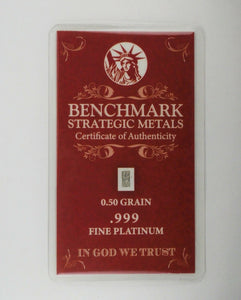 BENCHMARK
STRATEGIC METALS
Certificate of Authenticity
0.50 GRAIN
.999
FINE PLATINUM
IN GOD WE TRUST